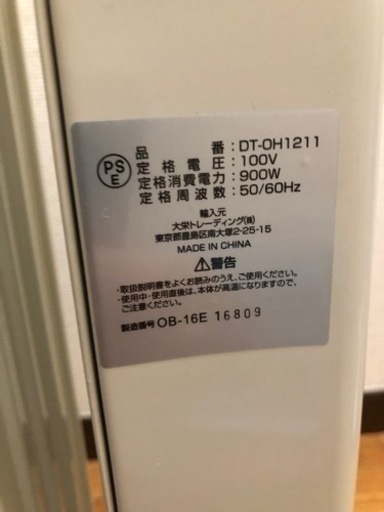 PS
E
品番：DT-OH1211
定格電圧：100V
定格消費電力：900W
定格周波数：50/60Hz
輸入元
大栄トレーディング㈱
東京都豊島区南大塚2-25-15
MADE IN CHINA
⚠警告
・取扱説明書をよくお読みのうえ、ご使用ください。
・使用中・使用直後は、本体が高温になりますので、
ご注意ください。
製造番号 OB-16E 16809